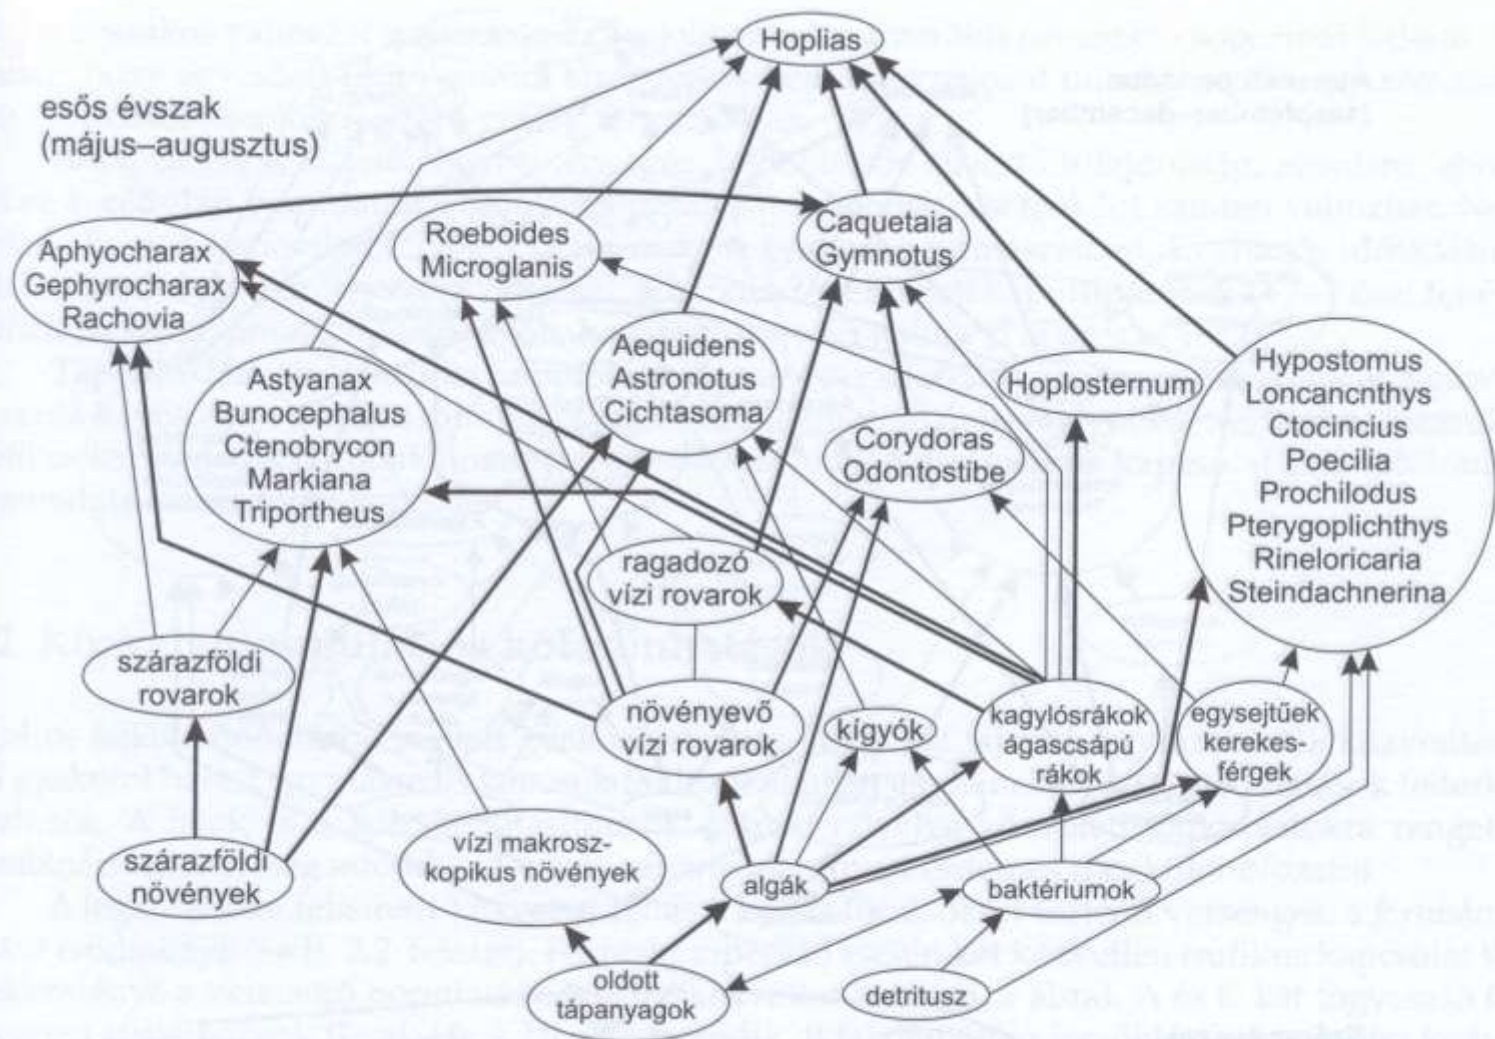 Hoplias
esős évszak
(május–augusztus)
Aphyocharax
Gephyrocharax
Rachovia
Roeboides
Microglanis
Caquetaia
Gymnotus
Astyanax
Bunocephalus
Ctenobrycon
Markiana
Triportheus
Aequidens
Astronotus
Cichtasoma
Hoplosternum
Corydoras
Odontostibe
Hypostomus
Loncancnthys
Ctocincius
Poecilia
Prochilodus
Pterygoplichthys
Rineloricaria
Steindachnerina
ragadozó
vízi rovarok
szárazföldi
rovarok
növényevő
vízi rovarok
kígyók
kagylósrákok
ágascsápú
rákok
egysejtűek
kerekes-
férgek
szárazföldi
növények
vízi makrosz-
kopikus növények
algák
baktériumok
oldott
tápanyagok
detritusz